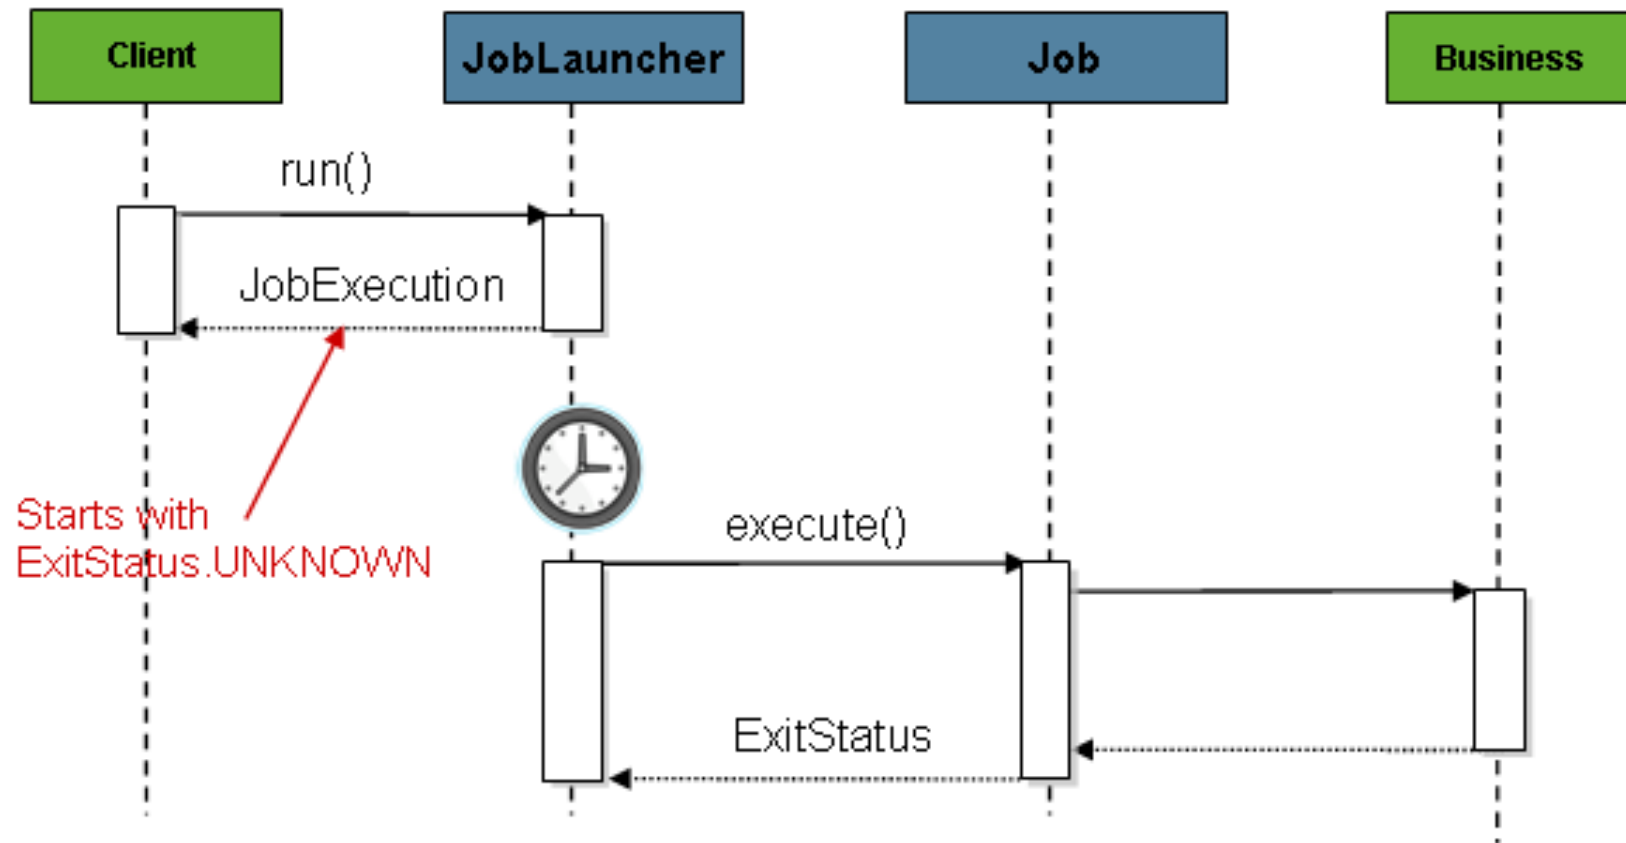 Client
JobLauncher
Job
Business
run()
JobExecution
Starts with
ExitStatus.UNKNOWN
execute()
ExitStatus